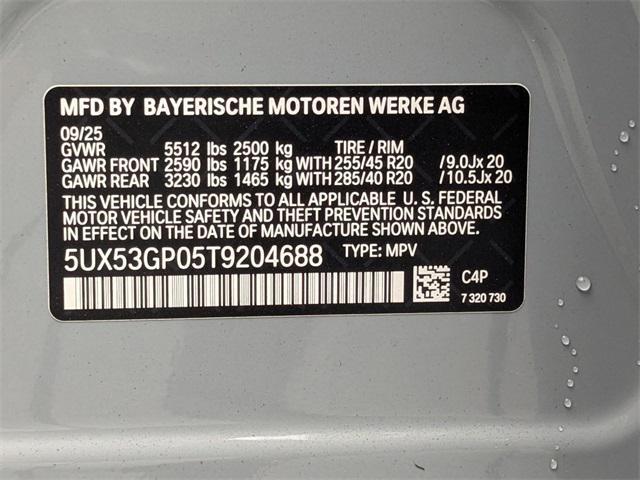 MFD BY BAYERISCHE MOTOREN WERKE AG
09/25
GVWR 5512 lbs 2500 kg TIRE / RIM
GAWR FRONT 2590 lbs 1175 kg WITH 255/45 R20 /9.0Jx 20
GAWR REAR 3230 lbs 1465 kg WITH 285/40 R20 /10.5Jx 20
THIS VEHICLE CONFORMS TO ALL APPLICABLE U. S. FEDERAL
MOTOR VEHICLE SAFETY AND THEFT PREVENTION STANDARDS
IN EFFECT ON THE DATE OF MANUFACTURE SHOWN ABOVE.
5UX53GP05T9204688 TYPE: MPV
C4P
7 320 730